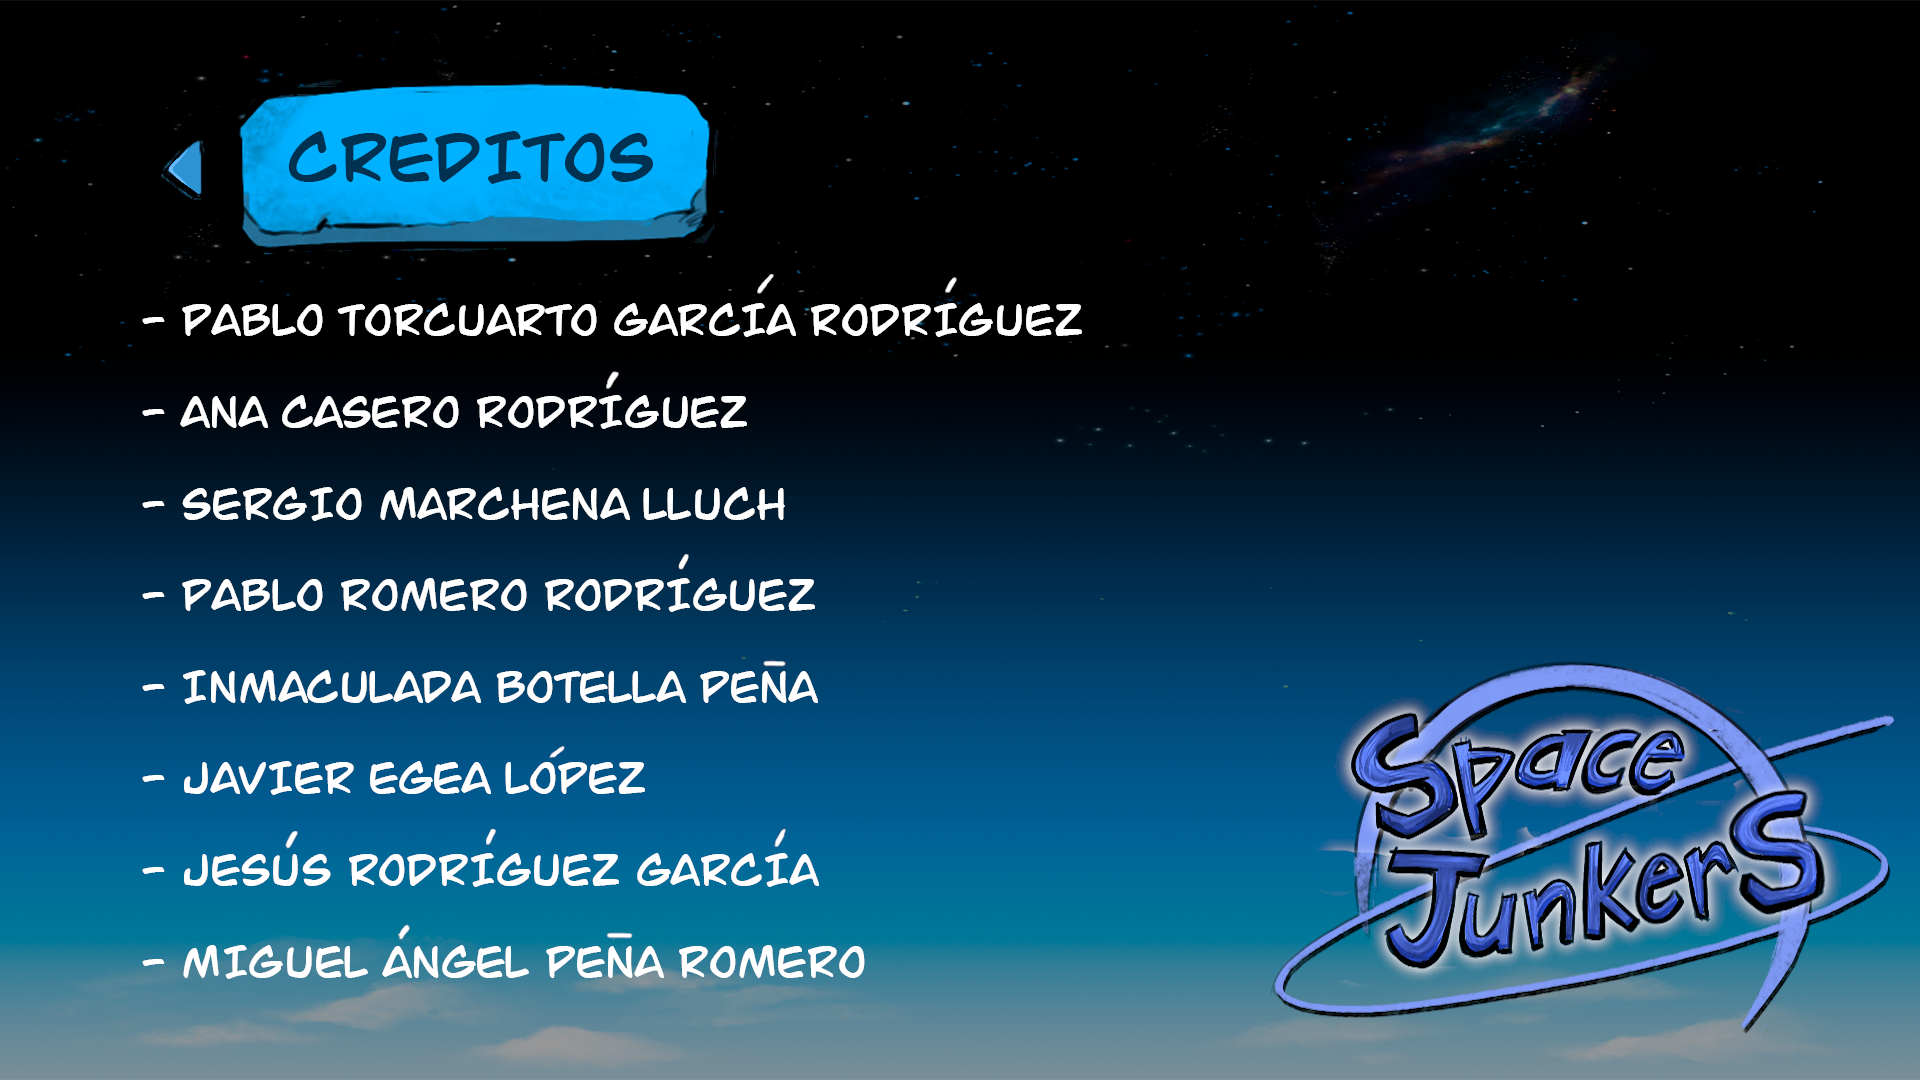 CREDITOS
- PABLO TORCUARTO GARCÍA RODRÍGUEZ
- ANA CASERO RODRÍGUEZ
- SERGIO MARCHENA LLUCH
- PABLO ROMERO RODRÍGUEZ
- INMACULADA BOTELLA PEÑA
- JAVIER EGEA LÓPEZ
- JESÚS RODRÍGUEZ GARCÍA
- MIGUEL ÁNGEL PEÑA ROMERO
Space
Junkers